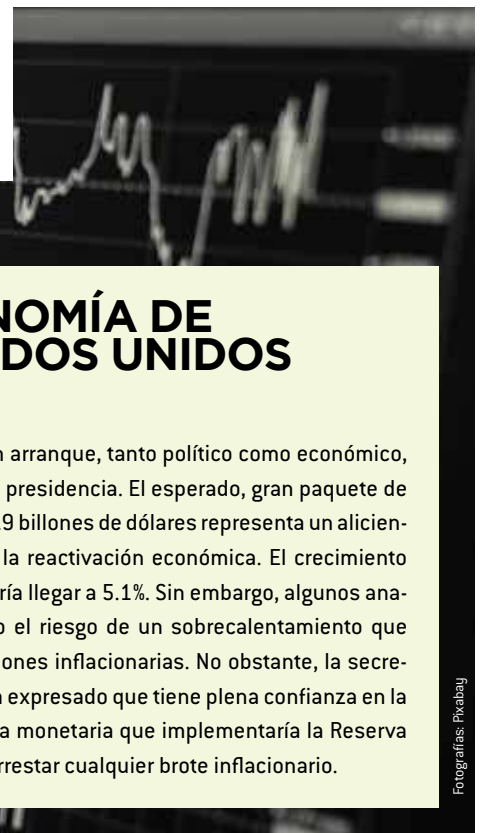 NOMÍA DE
DOS UNIDOS
n arranque, tanto político como económico,
presidencia. El esperado, gran paquete de
.9 billones de dólares representa un alicien-
la reactivación económica. El crecimiento
ría llegar a 5.1%. Sin embargo, algunos ana-
o el riesgo de un sobrecalentamiento que
iones inflacionarias. No obstante, la secre-
a expresado que tiene plena confianza en la
a monetaria que implementaría la Reserva
rrestar cualquier brote inflacionario.
Fotografías: Pixabay